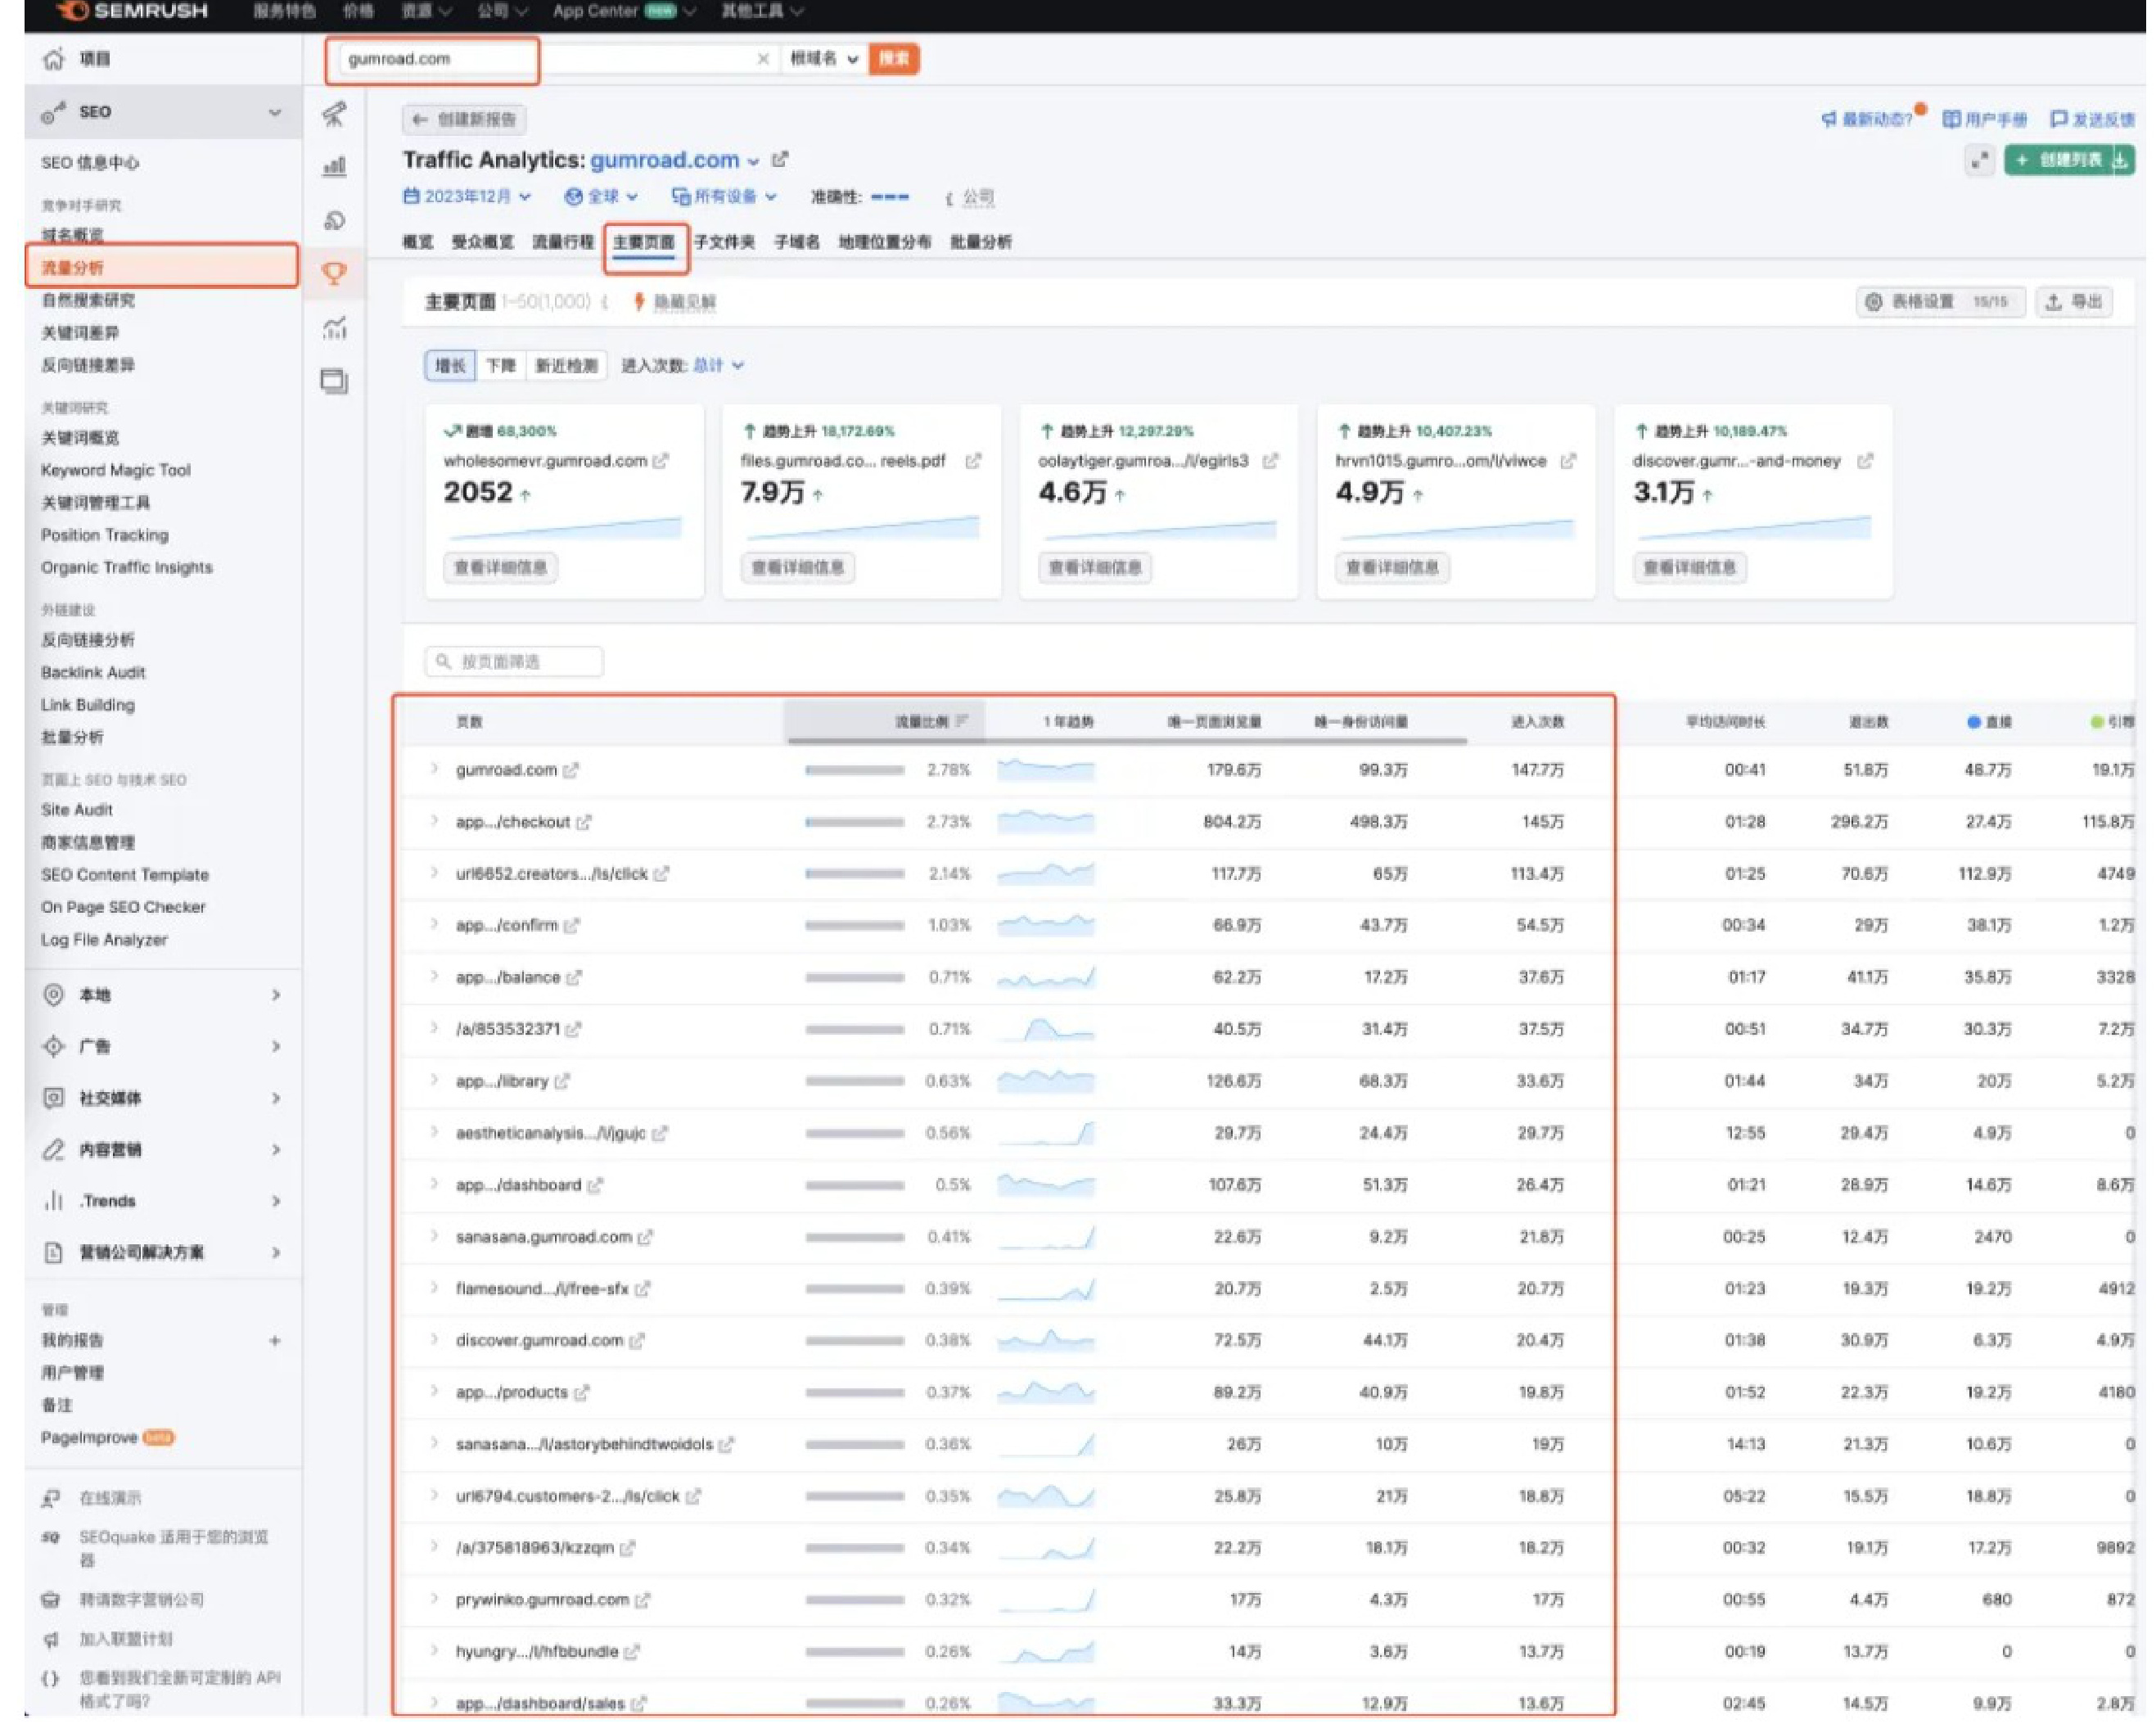 SEMRUSH 服务特色 价格 资源 公司 App Center new 其他工具
项目
gumroad.com × 根域名 搜索
SEO
SEO 信息中心
竞争对手研究
域名概览
流量分析
自然搜索研究
关键词差异
反向链接差异
关键词研究
关键词概览
Keyword Magic Tool
关键词管理工具
Position Tracking
Organic Traffic Insights
外链建设
反向链接分析
Backlink Audit
Link Building
批量分析
页面上 SEO 与技术 SEO
Site Audit
商家信息管理
SEO Content Template
On Page SEO Checker
Log File Analyzer
本地
广告
社交媒体
内容营销
.Trends
营销公司解决方案
管理
我的报告 +
用户管理
备注
PageImprove beta
在线演示
SEOquake 适用于您的浏览
器
聘请数字营销公司
加入联盟计划
您看到我们全新可定制的 API
格式了吗?
← 创建新报告
最新动态? 用户手册 发送反馈
Traffic Analytics: gumroad.com
+ 创建列表
2023年12月 全球 所有设备 准确性: 公司
概览 受众概览 流量行程 主要页面 子文件夹 子域名 地理位置分布 批量分析
主要页面 1–50(1,000) 隐藏见解
表格设置 15/15 导出
增长 下降 新近检测 进入次数: 总计
剧增 68,300%
wholesomevr.gumroad.com
2052
查看详细信息
趋势上升 18,172.69%
files.gumroad.co... reels.pdf
7.9万
查看详细信息
趋势上升 12,297.29%
oolaytiger.gumroa.../l/egirls3
4.6万
查看详细信息
趋势上升 10,407.23%
hrvn1015.gumro...om/l/viwce
4.9万
查看详细信息
趋势上升 10,189.47%
discover.gumr...-and-money
3.1万
查看详细信息
按页面筛选
页数 流量比例 1 年趋势 唯一页面浏览量 唯一身份访问量 进入次数 平均访问时长 退出数 直接 引荐
gumroad.com 2.78% 179.6万 99.3万 147.7万 00:41 51.8万 48.7万 19.1万
app.../checkout 2.73% 804.2万 498.3万 145万 01:28 296.2万 27.4万 115.8万
url6652.creators.../ls/click 2.14% 117.7万 65万 113.4万 01:25 70.6万 112.9万 4749
app.../confirm 1.03% 66.9万 43.7万 54.5万 00:34 29万 38.1万 1.2万
app.../balance 0.71% 62.2万 17.2万 37.6万 01:17 41.1万 35.8万 3328
/a/853532371 0.71% 40.5万 31.4万 37.5万 00:51 34.7万 30.3万 7.2万
app.../library 0.63% 126.6万 68.3万 33.6万 01:44 34万 20万 5.2万
aestheticanalysis.../l/jgujc 0.56% 29.7万 24.4万 29.7万 12:55 29.4万 4.9万 0
app.../dashboard 0.5% 107.6万 51.3万 26.4万 01:21 28.9万 14.6万 8.6万
sanasana.gumroad.com 0.41% 22.6万 9.2万 21.8万 00:25 12.4万 2470 0
flamesound.../l/free-sfx 0.39% 20.7万 2.5万 20.7万 01:23 19.3万 19.2万 4912
discover.gumroad.com 0.38% 72.5万 44.1万 20.4万 01:38 30.9万 6.3万 4.9万
app.../products 0.37% 89.2万 40.9万 19.8万 01:52 22.3万 19.2万 4180
sanasana.../l/astorybehindtwoidols 0.36% 26万 10万 19万 14:13 21.3万 10.6万 0
url6794.customers-2.../ls/click 0.35% 25.8万 21万 18.8万 05:22 15.5万 18.8万 0
/a/375818963/kzzqm 0.34% 22.2万 18.1万 18.2万 00:32 19.1万 17.2万 9892
prywinko.gumroad.com 0.32% 17万 4.3万 17万 00:55 4.4万 680 872
hyungry.../l/hfbbundle 0.26% 14万 3.6万 13.7万 00:19 13.7万 0 0
app.../dashboard/sales 0.26% 33.3万 12.9万 13.6万 02:45 14.5万 9.9万 2.8万